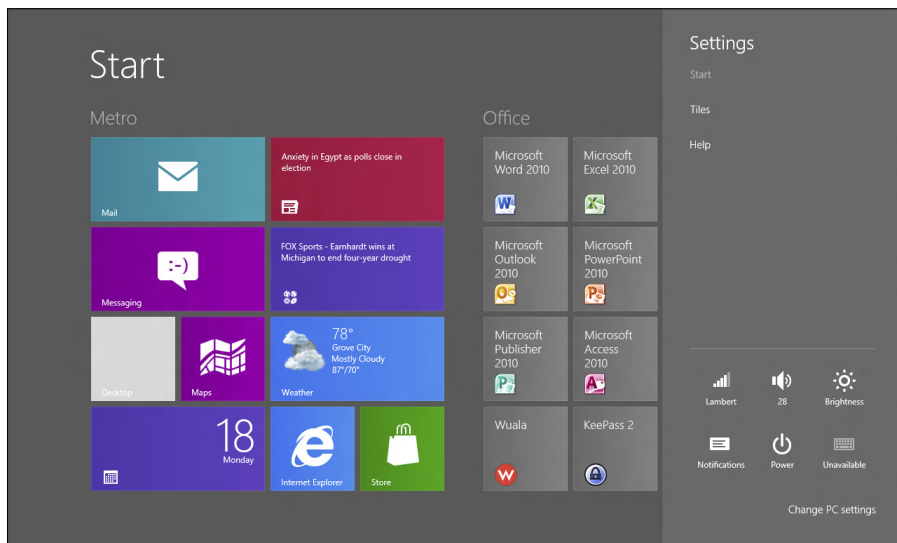 Start
Metro
Mail
Anxiety in Egypt as polls close in
election
Messaging
:-)
FOX Sports - Earnhardt wins at
Michigan to end four-year drought
Desktop
Maps
78°
Grove City
Mostly Cloudy
87°/70°
Weather
18
Monday
Internet Explorer
Store
Office
Microsoft
Word 2010
Microsoft
Excel 2010
Microsoft
Outlook
2010
Microsoft
PowerPoint
2010
Microsoft
Publisher
2010
Microsoft
Access
2010
Wuala
KeePass 2
Settings
Start
Tiles
Help
Lambert
28
Brightness
Notifications
Power
Unavailable
Change PC settings